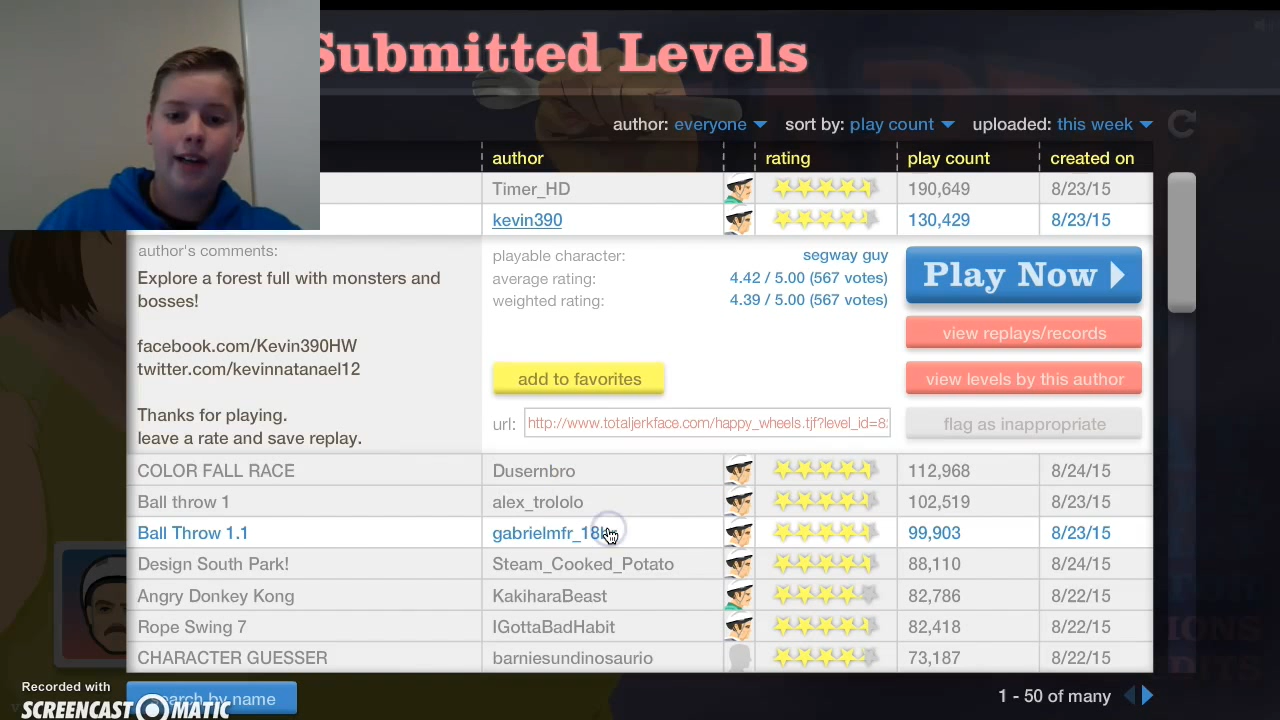 Submitted Levels
author: everyone sort by: play count uploaded: this week
author rating play count created on
Timer_HD 190,649 8/23/15
kevin390 130,429 8/23/15
author's comments:
Explore a forest full with monsters and
bosses!
facebook.com/Kevin390HW
twitter.com/kevinnatanael12
Thanks for playing.
leave a rate and save replay.
playable character: segway guy
average rating: 4.42 / 5.00 (567 votes)
weighted rating: 4.39 / 5.00 (567 votes)
add to favorites
url: http://www.totaljerkface.com/happy_wheels.tjf?level_id=8
Play Now
view replays/records
view levels by this author
flag as inappropriate
COLOR FALL RACE Dusernbro 112,968 8/24/15
Ball throw 1 alex_trololo 102,519 8/23/15
Ball Throw 1.1 99,903 8/23/15
Design South Park! Steam_Cooked_Potato 88,110 8/24/15
Angry Donkey Kong KakiharaBeast 82,786 8/22/15
Rope Swing 7 IGottaBadHabit 82,418 8/22/15
CHARACTER GUESSER barniesundinosaurio 73,187 8/22/15
search by name 1 - 50 of many
Recorded with
SCREENCAST-O-MATIC